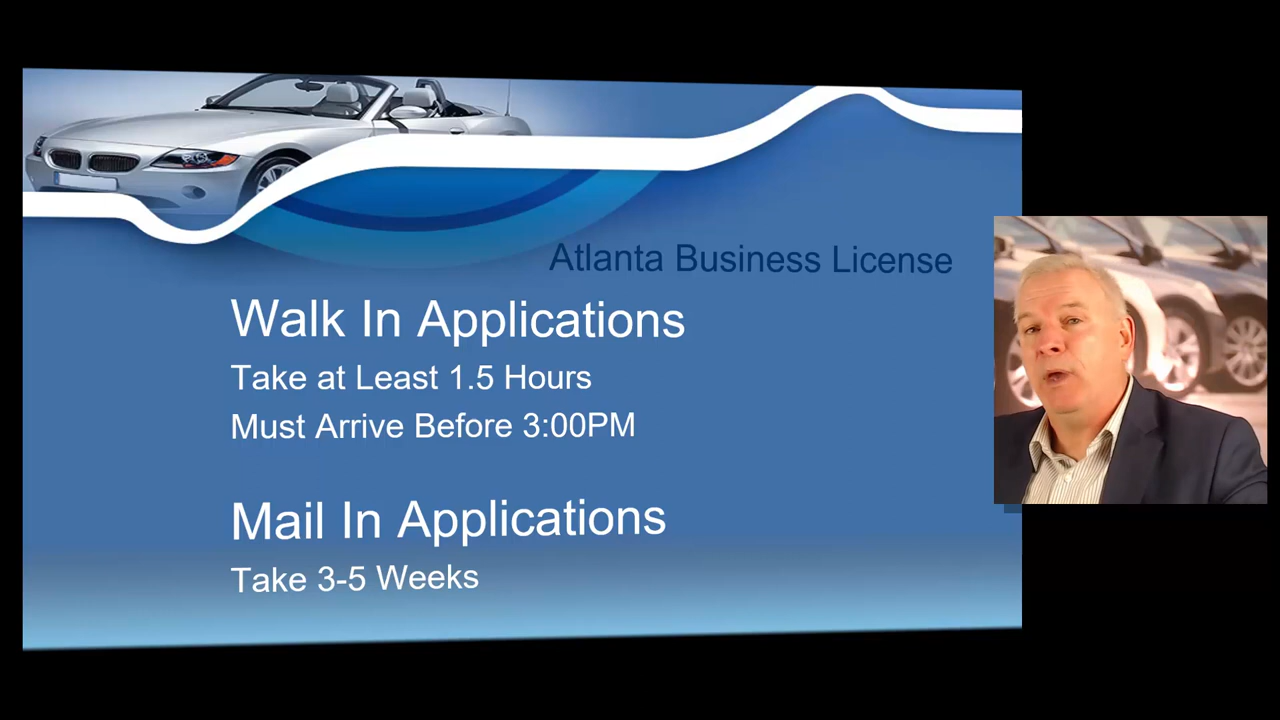 Atlanta Business License
Walk In Applications
Take at Least 1.5 Hours
Must Arrive Before 3:00PM
Mail In Applications
Take 3-5 Weeks